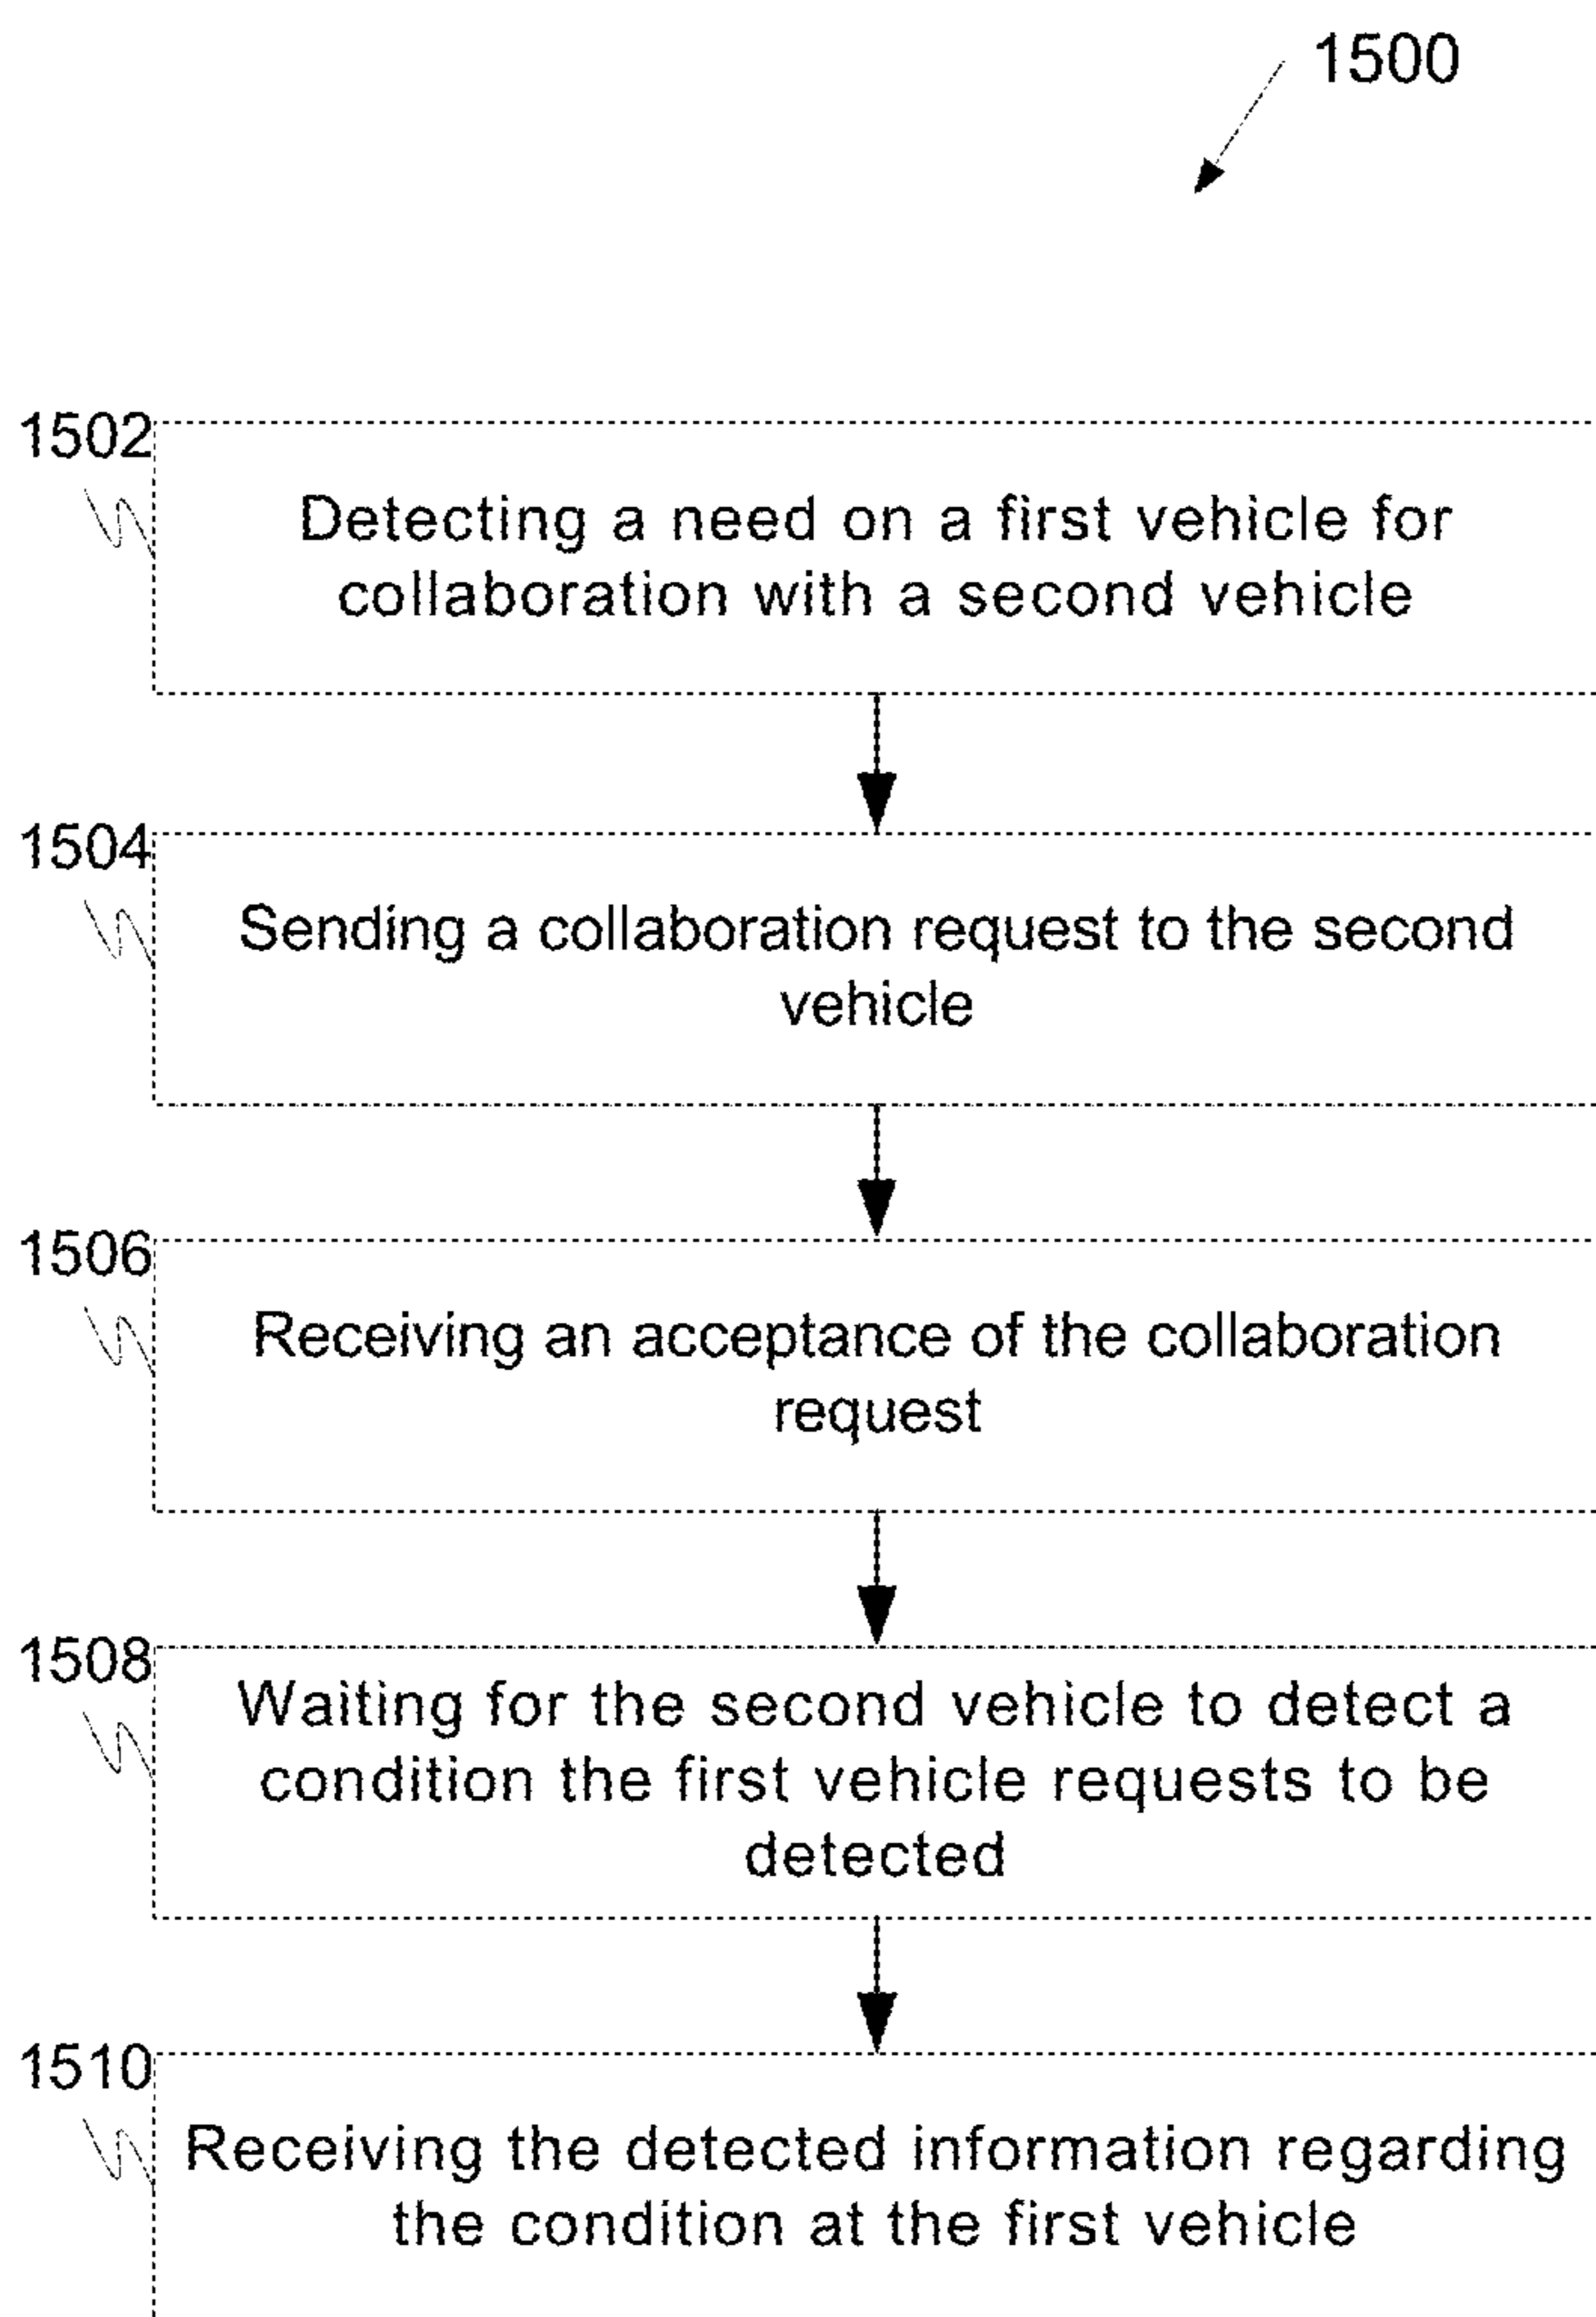 1500
1502
Detecting a need on a first vehicle for
collaboration with a second vehicle
1504
Sending a collaboration request to the second
vehicle
1506
Receiving an acceptance of the collaboration
request
1508
Waiting for the second vehicle to detect a
condition the first vehicle requests to be
detected
1510
Receiving the detected information regarding
the condition at the first vehicle